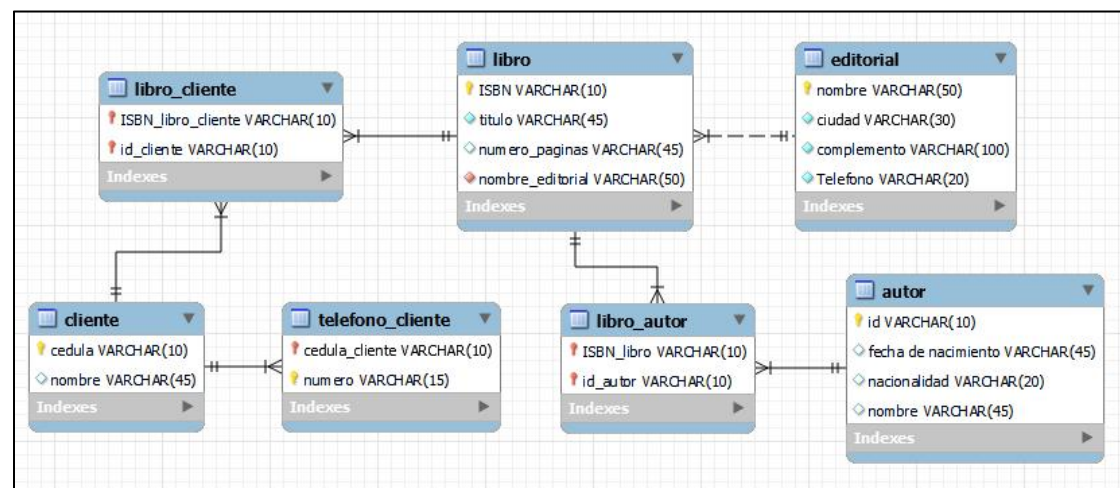 libro_cliente
ISBN_libro_cliente VARCHAR(10)
id_cliente VARCHAR(10)
Indexes
libro
ISBN VARCHAR(10)
titulo VARCHAR(45)
numero_paginas VARCHAR(45)
nombre_editorial VARCHAR(50)
Indexes
editorial
nombre VARCHAR(50)
ciudad VARCHAR(30)
complemento VARCHAR(100)
Telefono VARCHAR(20)
Indexes
cliente
cedula VARCHAR(10)
nombre VARCHAR(45)
Indexes
telefono_cliente
cedula_cliente VARCHAR(10)
numero VARCHAR(15)
Indexes
libro_autor
ISBN_libro VARCHAR(10)
id_autor VARCHAR(10)
Indexes
autor
id VARCHAR(10)
fecha de nacimiento VARCHAR(45)
nacionalidad VARCHAR(20)
nombre VARCHAR(45)
Indexes